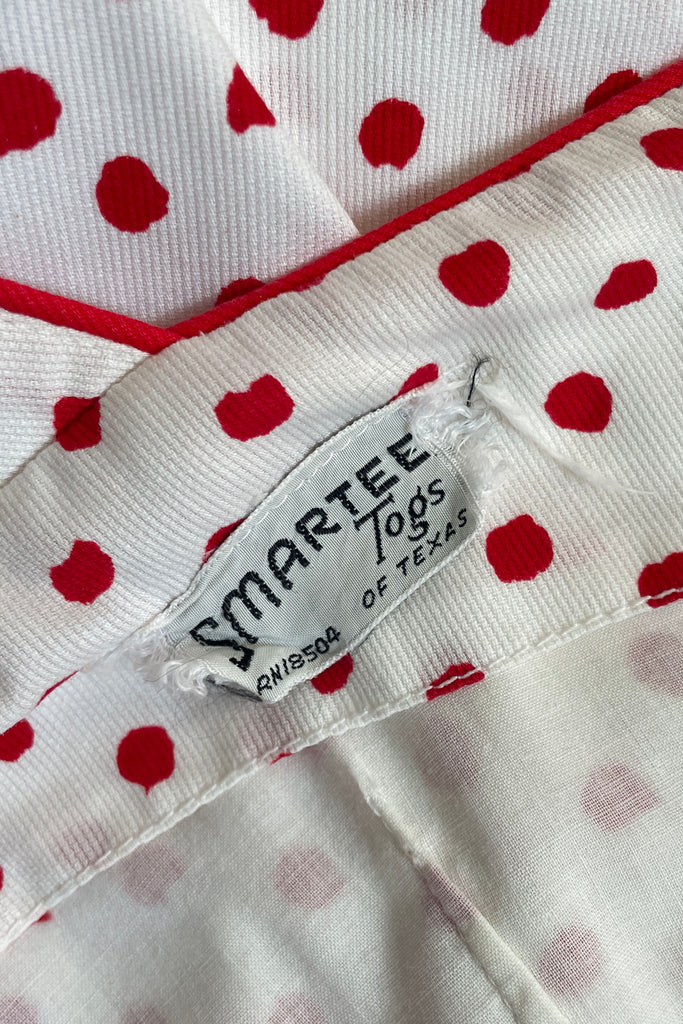 SMARTEE
Togs
OF TEXAS
RN18504